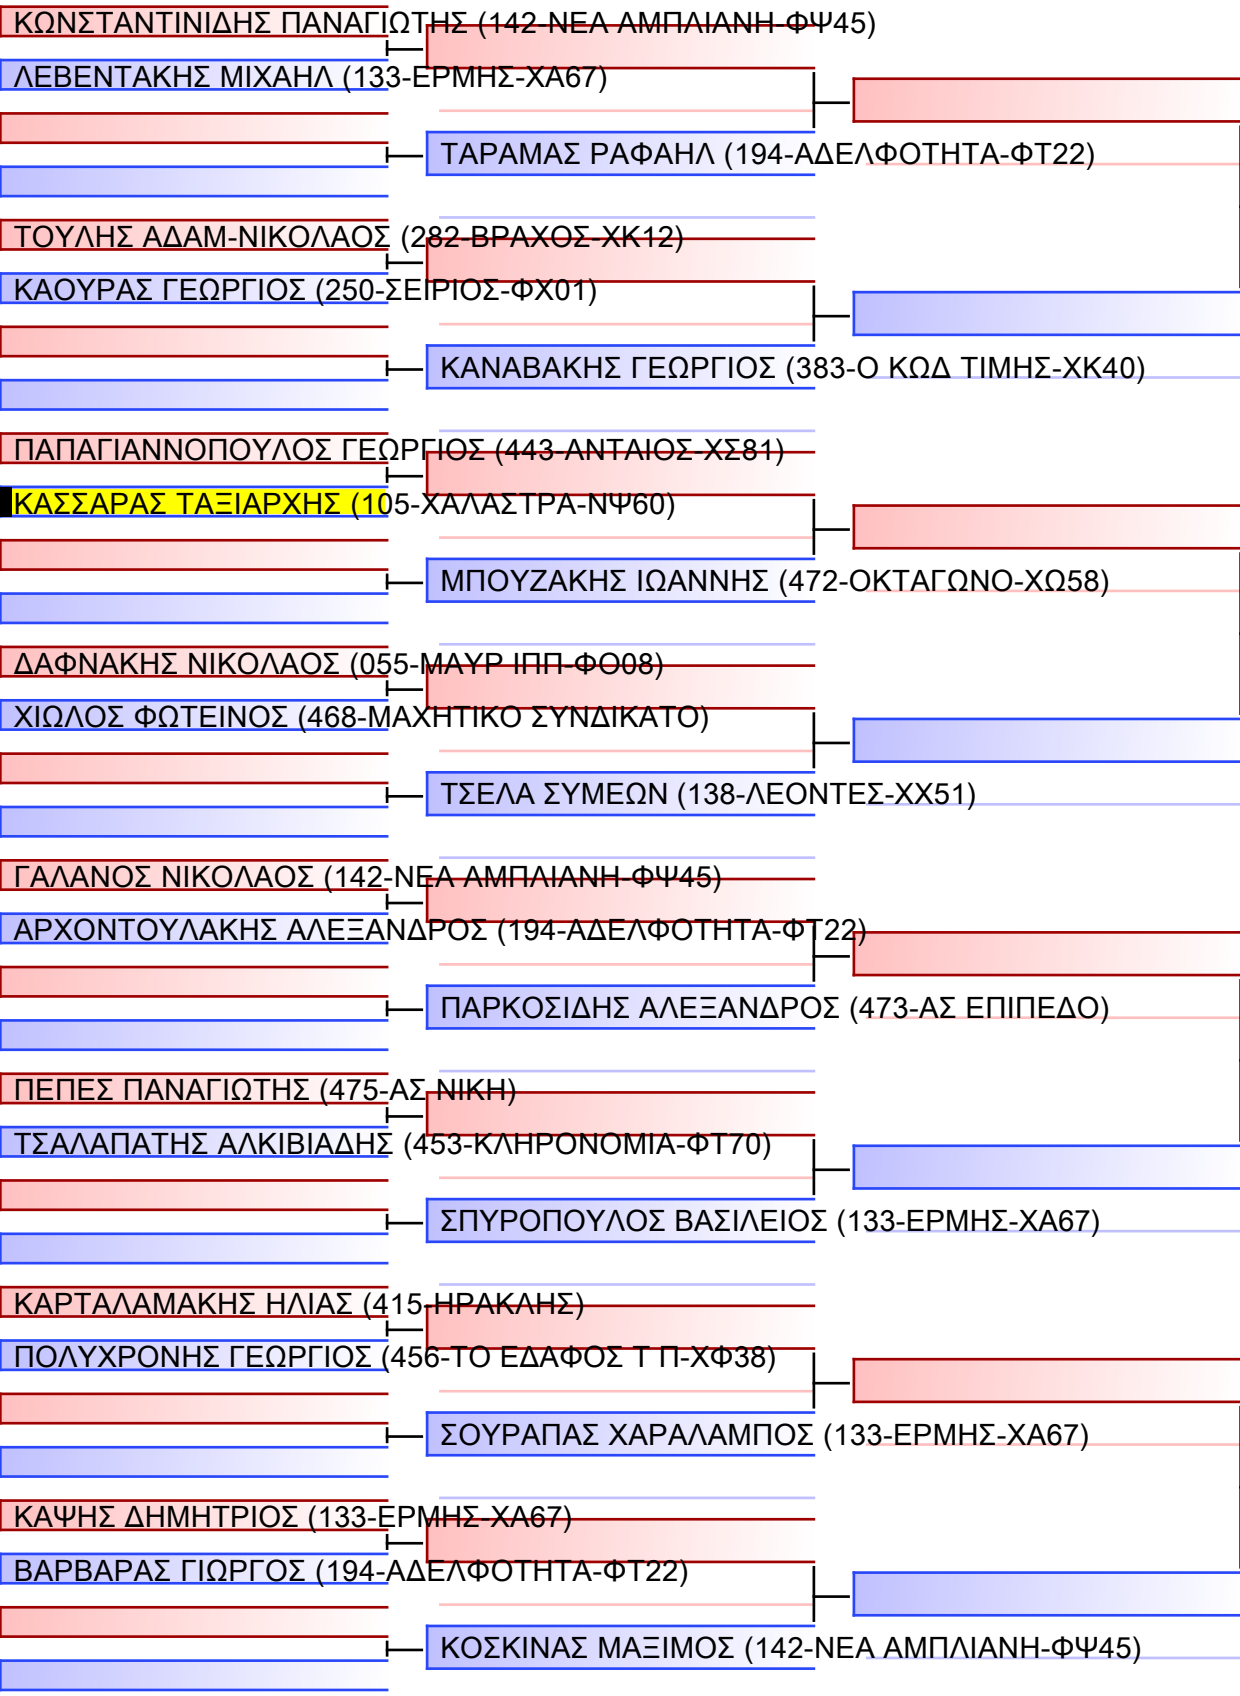 ΚΩΝΣΤΑΝΤΙΝΙΔΗΣ ΠΑΝΑΓΙΩΤΗΣ (142-ΝΕΑ ΑΜΠΛΙΑΝΗ-ΦΨ45)
ΛΕΒΕΝΤΑΚΗΣ ΜΙΧΑΗΛ (133-ΕΡΜΗΣ-ΧΑ67)
ΤΑΡΑΜΑΣ ΡΑΦΑΗΛ (194-ΑΔΕΛΦΟΤΗΤΑ-ΦΤ22)
ΤΟΥΛΗΣ ΑΔΑΜ-ΝΙΚΟΛΑΟΣ (282-ΒΡΑΧΟΣ-ΧΚ12)
ΚΑΟΥΡΑΣ ΓΕΩΡΓΙΟΣ (250-ΣΕΙΡΙΟΣ-ΦΧ01)
ΚΑΝΑΒΑΚΗΣ ΓΕΩΡΓΙΟΣ (383-Ο ΚΩΔ ΤΙΜΗΣ-ΧΚ40)
ΠΑΠΑΓΙΑΝΝΟΠΟΥΛΟΣ ΓΕΩΡΓΙΟΣ (443-ΑΝΤΑΙΟΣ-ΧΣ81)
ΚΑΣΣΑΡΑΣ ΤΑΞΙΑΡΧΗΣ (105-ΧΑΛΑΣΤΡΑ-ΝΨ60)
ΜΠΟΥΖΑΚΗΣ ΙΩΑΝΝΗΣ (472-ΟΚΤΑΓΩΝΟ-ΧΩ58)
ΔΑΦΝΑΚΗΣ ΝΙΚΟΛΑΟΣ (055-ΜΑΥΡ ΙΠΠ-ΦΟ08)
ΧΙΩΛΟΣ ΦΩΤΕΙΝΟΣ (468-ΜΑΧΗΤΙΚΟ ΣΥΝΔΙΚΑΤΟ)
ΤΣΕΛΑ ΣΥΜΕΩΝ (138-ΛΕΟΝΤΕΣ-ΧΧ51)
ΓΑΛΑΝΟΣ ΝΙΚΟΛΑΟΣ (142-ΝΕΑ ΑΜΠΛΙΑΝΗ-ΦΨ45)
ΑΡΧΟΝΤΟΥΛΑΚΗΣ ΑΛΕΞΑΝΔΡΟΣ (194-ΑΔΕΛΦΟΤΗΤΑ-ΦΤ22)
ΠΑΡΚΟΣΙΔΗΣ ΑΛΕΞΑΝΔΡΟΣ (473-ΑΣ ΕΠΙΠΕΔΟ)
ΠΕΠΕΣ ΠΑΝΑΓΙΩΤΗΣ (475-ΑΣ ΝΙΚΗ)
ΤΣΑΛΑΠΑΤΗΣ ΑΛΚΙΒΙΑΔΗΣ (453-ΚΛΗΡΟΝΟΜΙΑ-ΦΤ70)
ΣΠΥΡΟΠΟΥΛΟΣ ΒΑΣΙΛΕΙΟΣ (133-ΕΡΜΗΣ-ΧΑ67)
ΚΑΡΤΑΛΑΜΑΚΗΣ ΗΛΙΑΣ (415-ΗΡΑΚΛΗΣ)
ΠΟΛΥΧΡΟΝΗΣ ΓΕΩΡΓΙΟΣ (456-ΤΟ ΕΔΑΦΟΣ Τ Π-ΧΦ38)
ΣΟΥΡΑΠΑΣ ΧΑΡΑΛΑΜΠΟΣ (133-ΕΡΜΗΣ-ΧΑ67)
ΚΑΨΗΣ ΔΗΜΗΤΡΙΟΣ (133-ΕΡΜΗΣ-ΧΑ67)
ΒΑΡΒΑΡΑΣ ΓΙΩΡΓΟΣ (194-ΑΔΕΛΦΟΤΗΤΑ-ΦΤ22)
ΚΟΣΚΙΝΑΣ ΜΑΞΙΜΟΣ (142-ΝΕΑ ΑΜΠΛΙΑΝΗ-ΦΨ45)